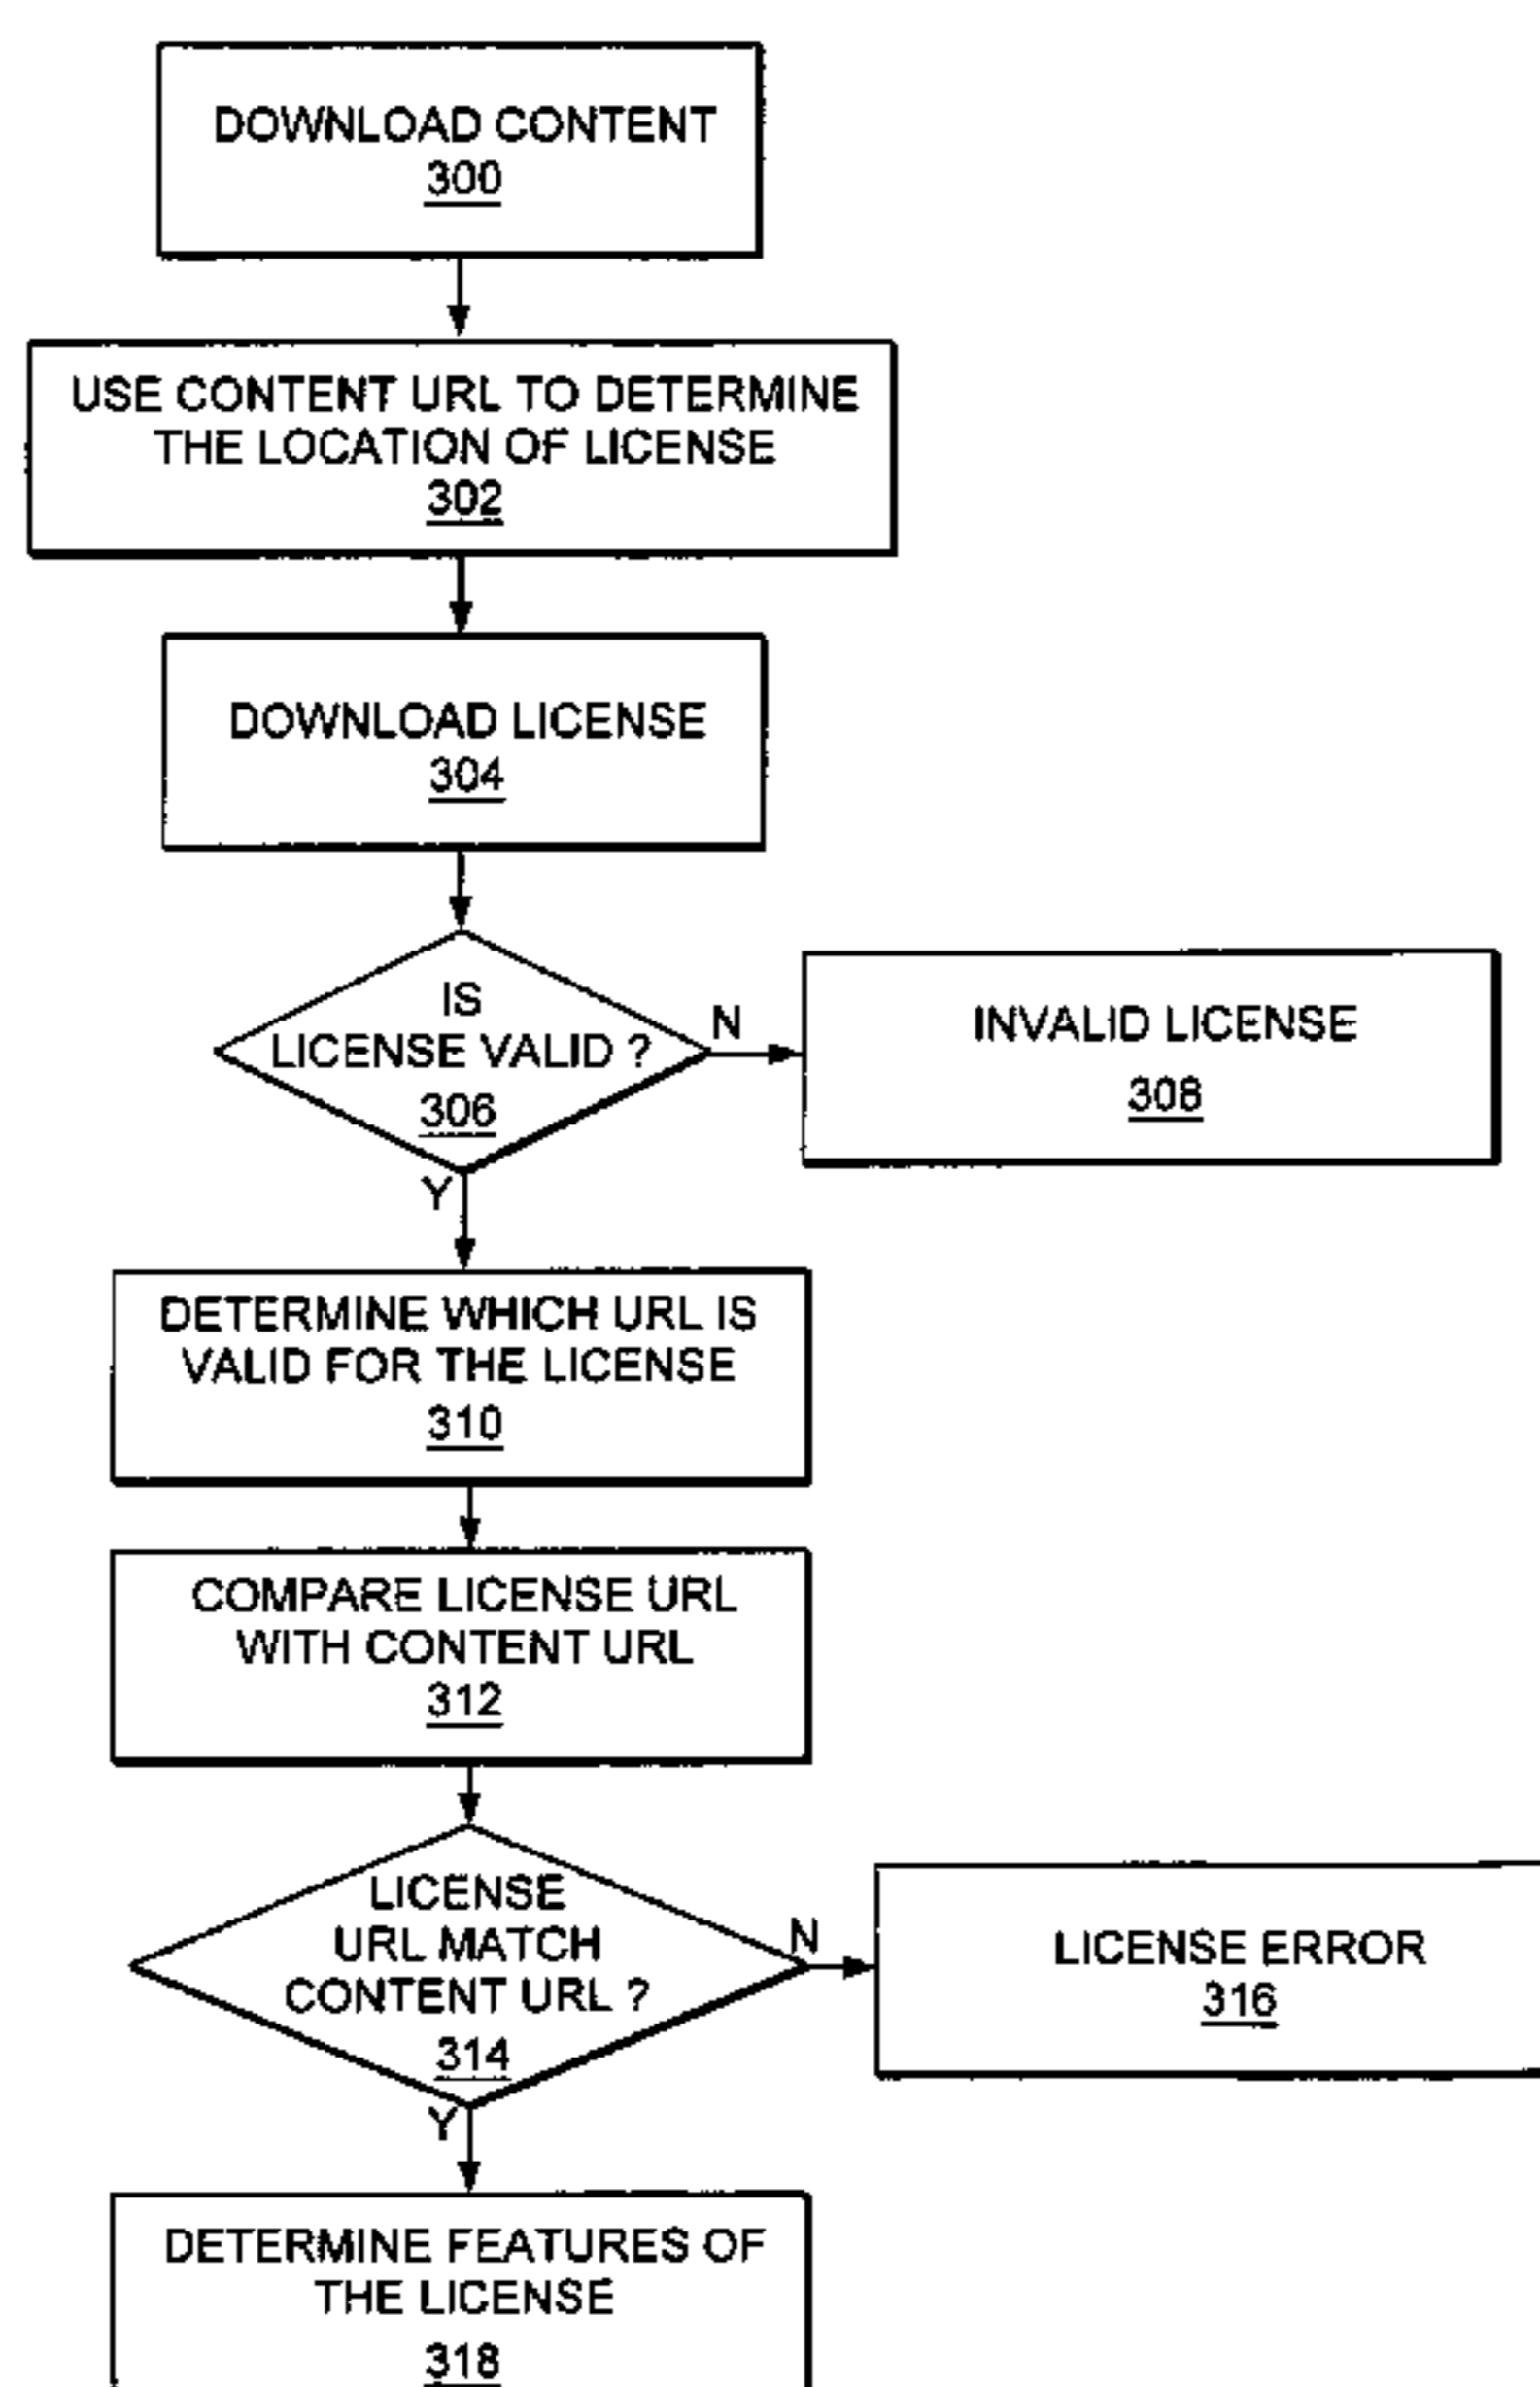 DOWNLOAD CONTENT
300
USE CONTENT URL TO DETERMINE
THE LOCATION OF LICENSE
302
DOWNLOAD LICENSE
304
IS
LICENSE VALID ?
306
N
INVALID LICENSE
308
Y
DETERMINE WHICH URL IS
VALID FOR THE LICENSE
310
COMPARE LICENSE URL
WITH CONTENT URL
312
LICENSE
URL MATCH
CONTENT URL ?
314
N
LICENSE ERROR
316
Y
DETERMINE FEATURES OF
THE LICENSE
318